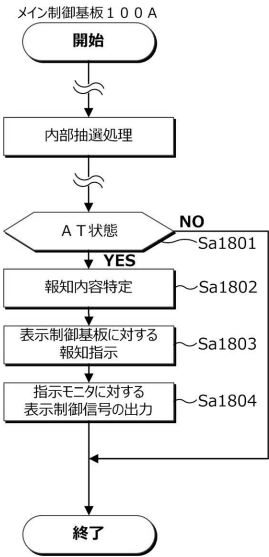 メイン制御基板１００Ａ
開始
内部抽選処理
ＡＴ状態
NO
Sa1801
YES
報知内容特定
Sa1802
表示制御基板に対する
報知指示
Sa1803
指示モニタに対する
表示制御信号の出力
Sa1804
終了